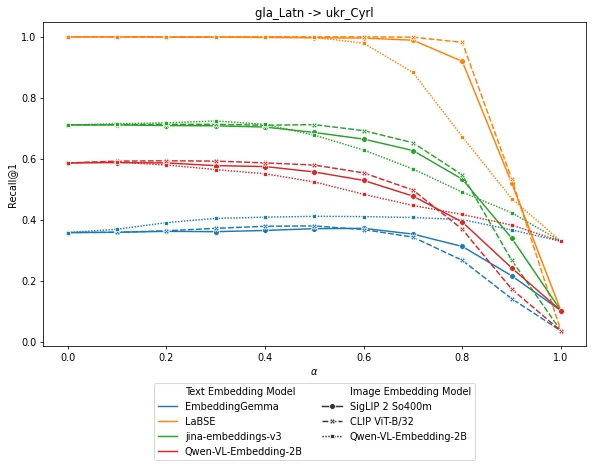 gla_Latn -> ukr_Cyrl
1.0
0.8
0.6
0.4
0.2
0.0
Recall@1
0.0 0.2 0.4 0.6 0.8 1.0
α
Text Embedding Model Image Embedding Model
EmbeddingGemma SigLIP 2 So400m
LaBSE CLIP ViT-B/32
jina-embeddings-v3 Qwen-VL-Embedding-2B
Qwen-VL-Embedding-2B